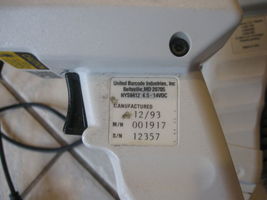 United Barcode Industries, Inc
Beltsville, MD 20705
4.5 - 14VDC
MANUFACTURED
12/93
M/N 001917
S/N 12357